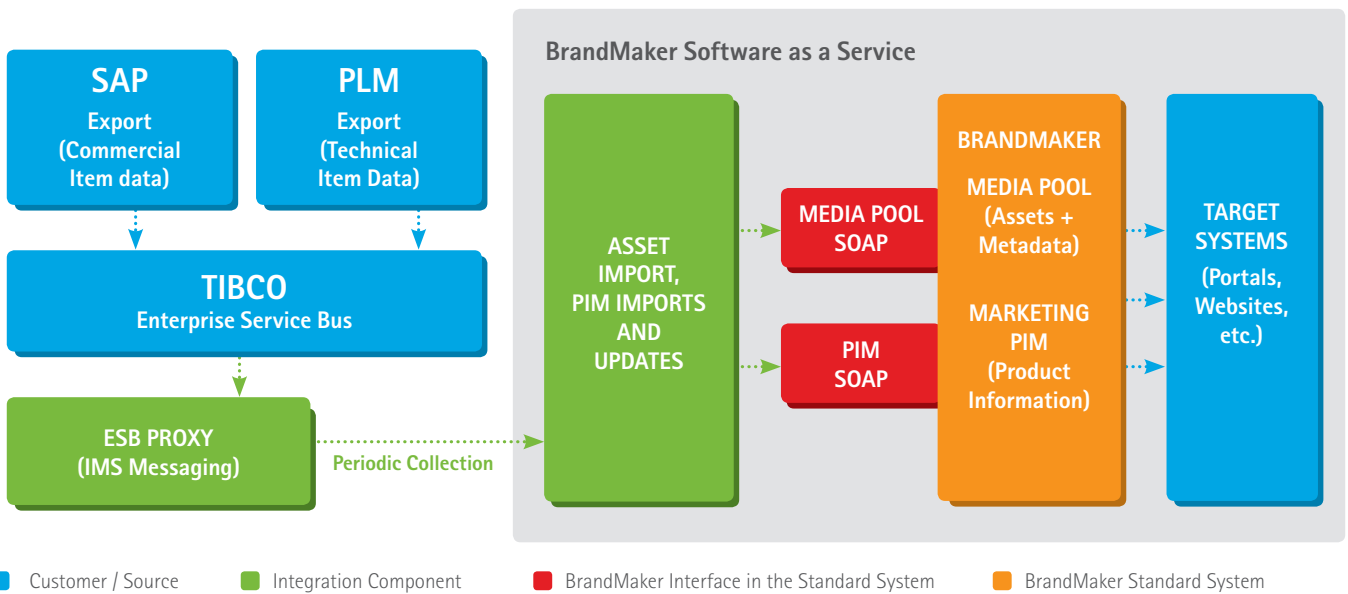 BrandMaker Software as a Service
SAP
Export
(Commercial
Item data)
PLM
Export
(Technical
Item Data)
TIBCO
Enterprise Service Bus
ESB PROXY
(IMS Messaging)
Periodic Collection
ASSET
IMPORT,
PIM IMPORTS
AND
UPDATES
MEDIA POOL
SOAP
PIM
SOAP
BRANDMAKER
MEDIA POOL
(Assets +
Metadata)
MARKETING
PIM
(Product
Information)
TARGET
SYSTEMS
(Portals,
Websites,
etc.)
Customer / Source
Integration Component
BrandMaker Interface in the Standard System
BrandMaker Standard System